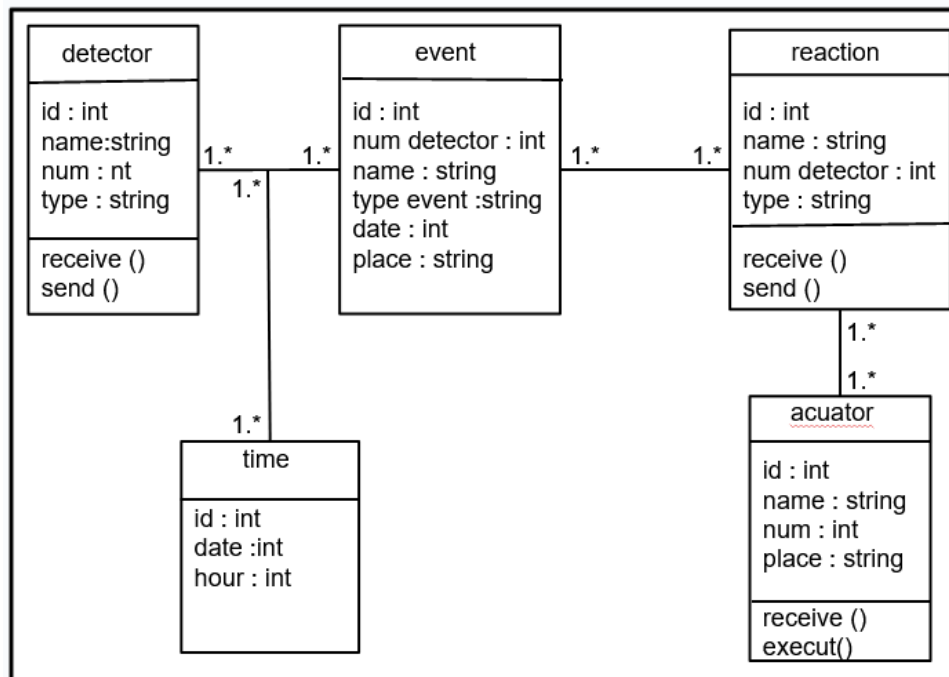 detector
id : int
name:string
num : nt
type : string
receive ()
send ()
1.*
1.*
1.*
event
id : int
num detector : int
name : string
type event :string
date : int
place : string
1.*
1.*
reaction
id : int
name : string
num detector : int
type : string
receive ()
send ()
1.*
1.*
1.*
time
id : int
date :int
hour : int
acuator
id : int
name : string
num : int
place : string
receive ()
execut()